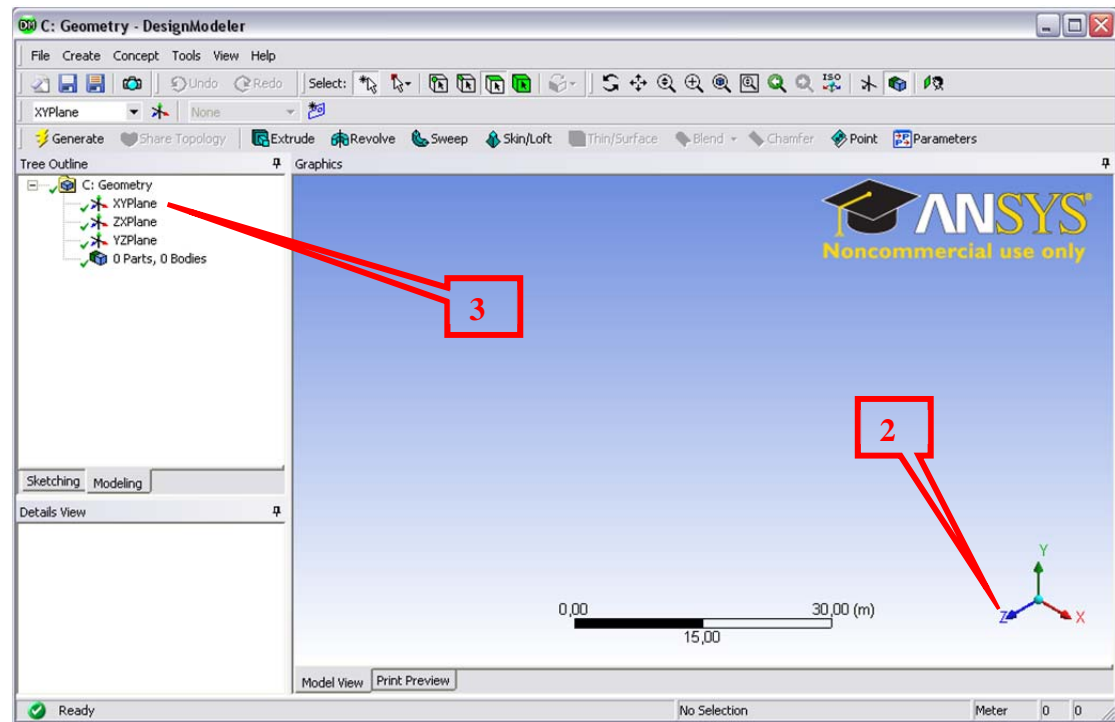 C: Geometry - DesignModeler
File Create Concept Tools View Help
Undo Redo Select: ISO
XYPlane None
Generate Share Topology Extrude Revolve Sweep Skin/Loft Thin/Surface Blend Chamfer Point Parameters
Tree Outline
C: Geometry
XYPlane
ZXPlane
YZPlane
0 Parts, 0 Bodies
Sketching Modeling
Details View
Graphics
ANSYS
Noncommercial use only
3
2
Y
Z X
0,00 30,00 (m)
15,00
Model View Print Preview
Ready No Selection Meter 0 0